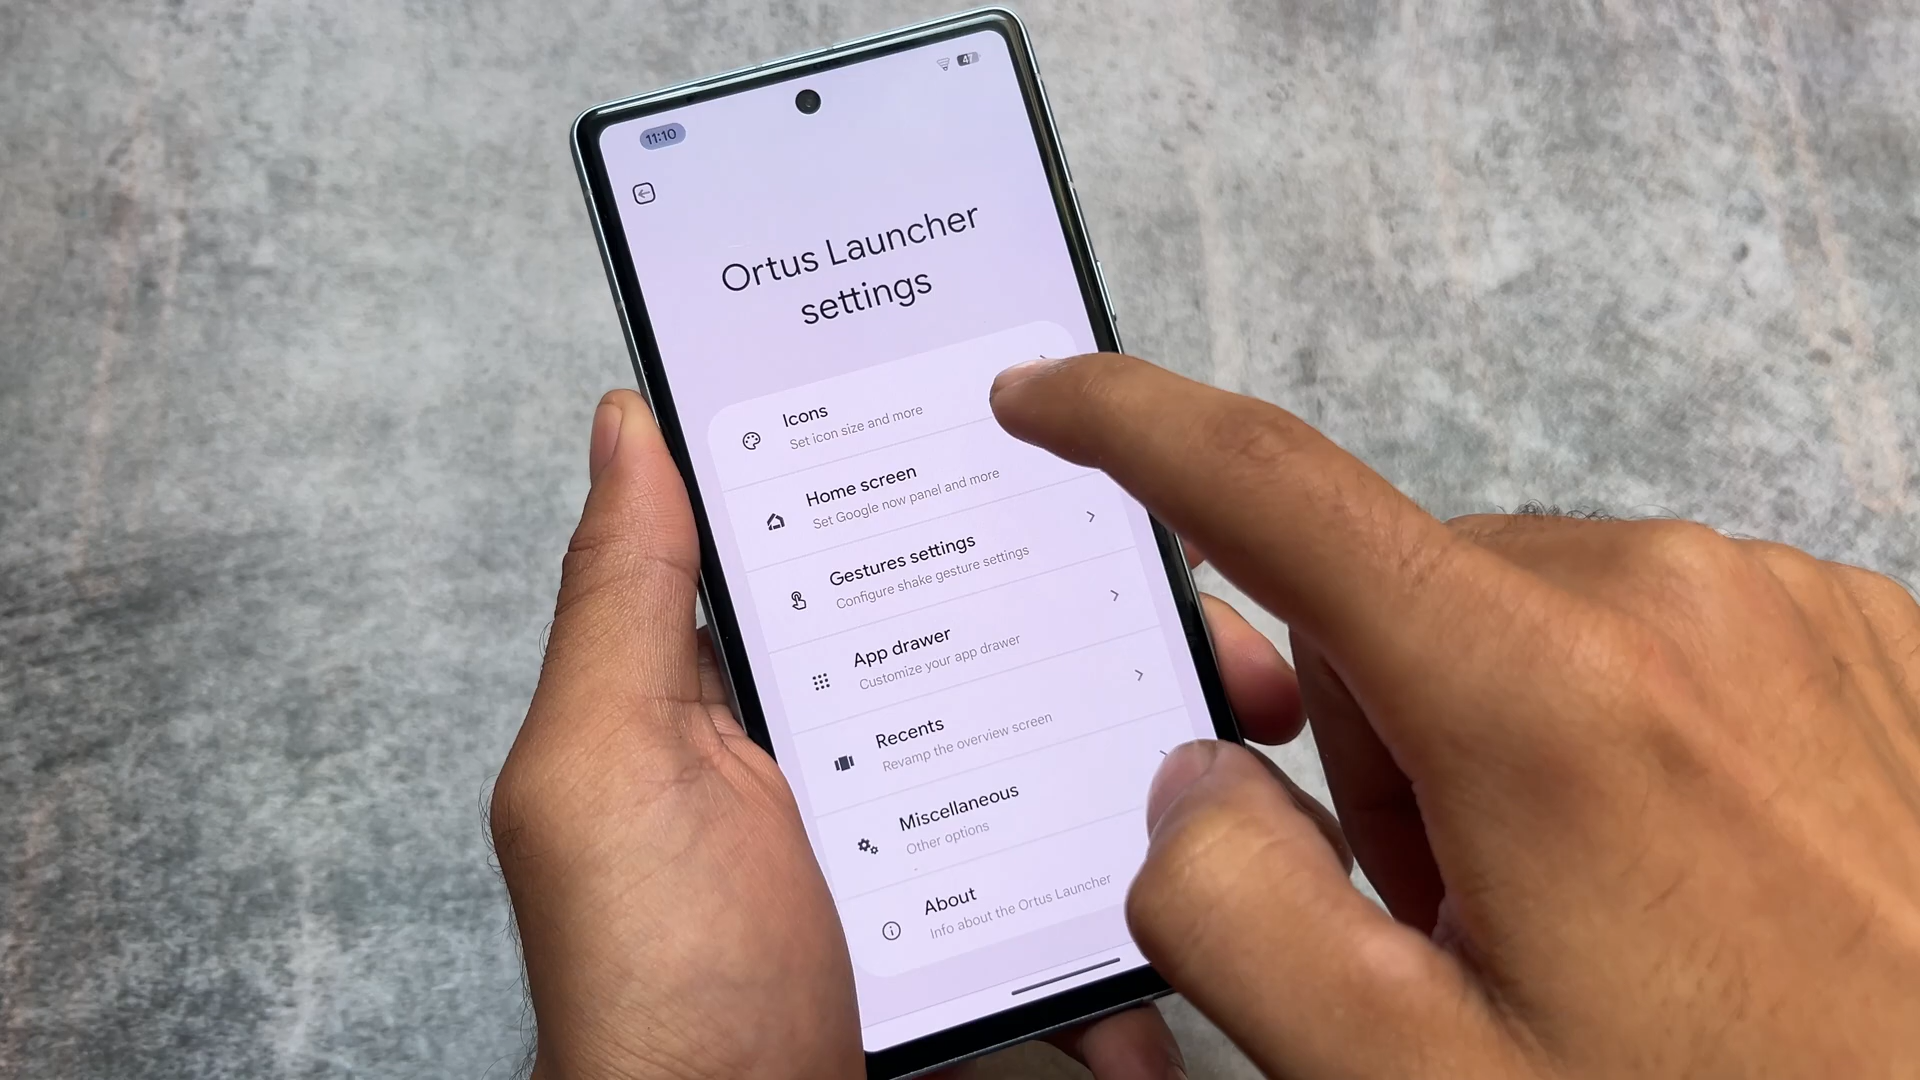 11:10
47
Ortus Launcher
settings
Icons
Set icon size and more
Home screen
Set Google now panel and more
Gestures settings
Configure shake gesture settings
App drawer
Customize your app drawer
Recents
Revamp the overview screen
Miscellaneous
Other options
About
Info about the Ortus Launcher